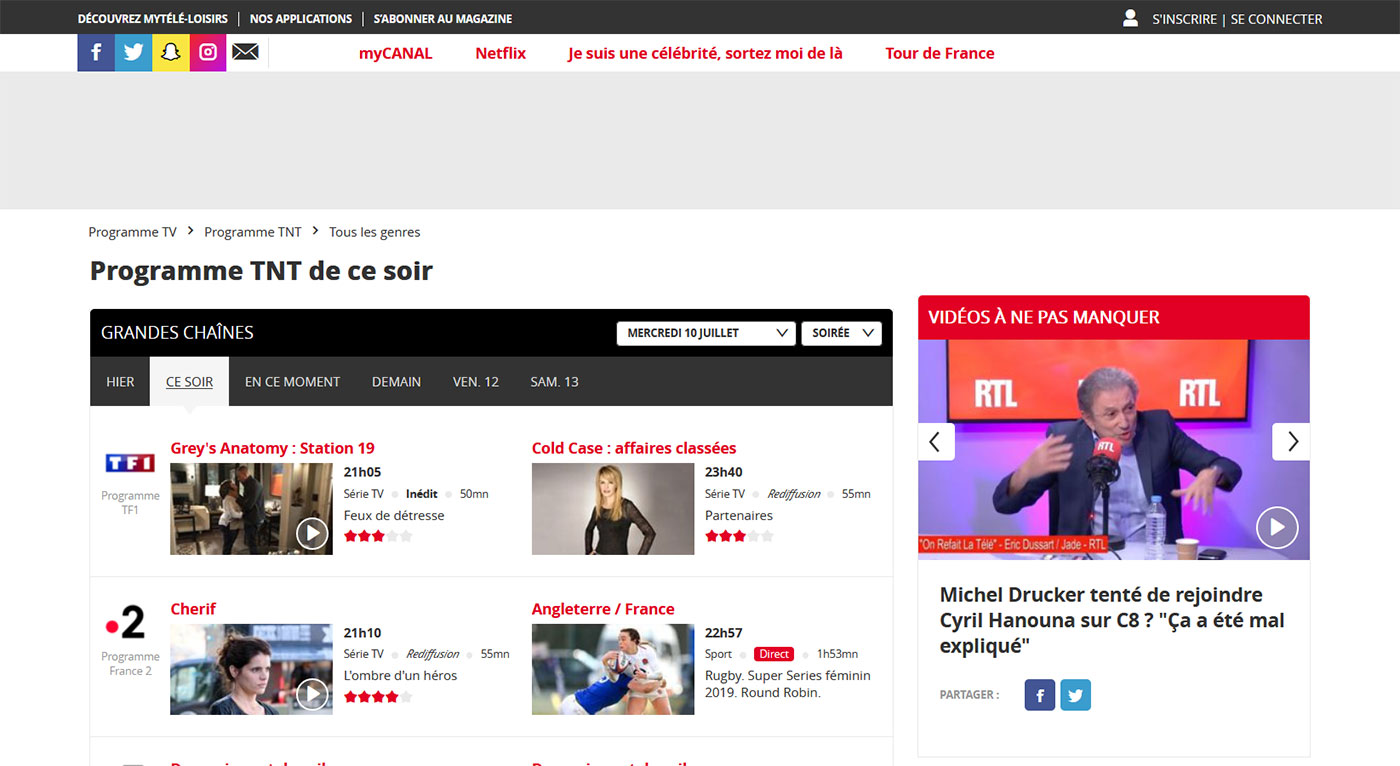 DÉCOUVREZ MYTÉLÉ-LOISIRS | NOS APPLICATIONS | S'ABONNER AU MAGAZINE
S'INSCRIRE | SE CONNECTER
myCANAL Netflix Je suis une célébrité, sortez moi de là Tour de France
Programme TV > Programme TNT > Tous les genres
Programme TNT de ce soir
GRANDES CHAÎNES
MERCREDI 10 JUILLET
SOIRÉE
HIER CE SOIR EN CE MOMENT DEMAIN VEN. 12 SAM. 13
TF1
Programme
TF1
Grey's Anatomy : Station 19
21h05
Série TV Inédit 50mn
Feux de détresse
Cold Case : affaires classées
23h40
Série TV Rediffusion 55mn
Partenaires
2
Programme
France 2
Cherif
21h10
Série TV Rediffusion 55mn
L'ombre d'un héros
Angleterre / France
22h57
Sport Direct 1h53mn
Rugby. Super Series féminin
2019. Round Robin.
VIDÉOS À NE PAS MANQUER
RTL RTL
RTL
"On Refait La Télé" - Eric Dussart / Jade - RTL
Michel Drucker tenté de rejoindre
Cyril Hanouna sur C8 ? "Ça a été mal
expliqué"
PARTAGER :